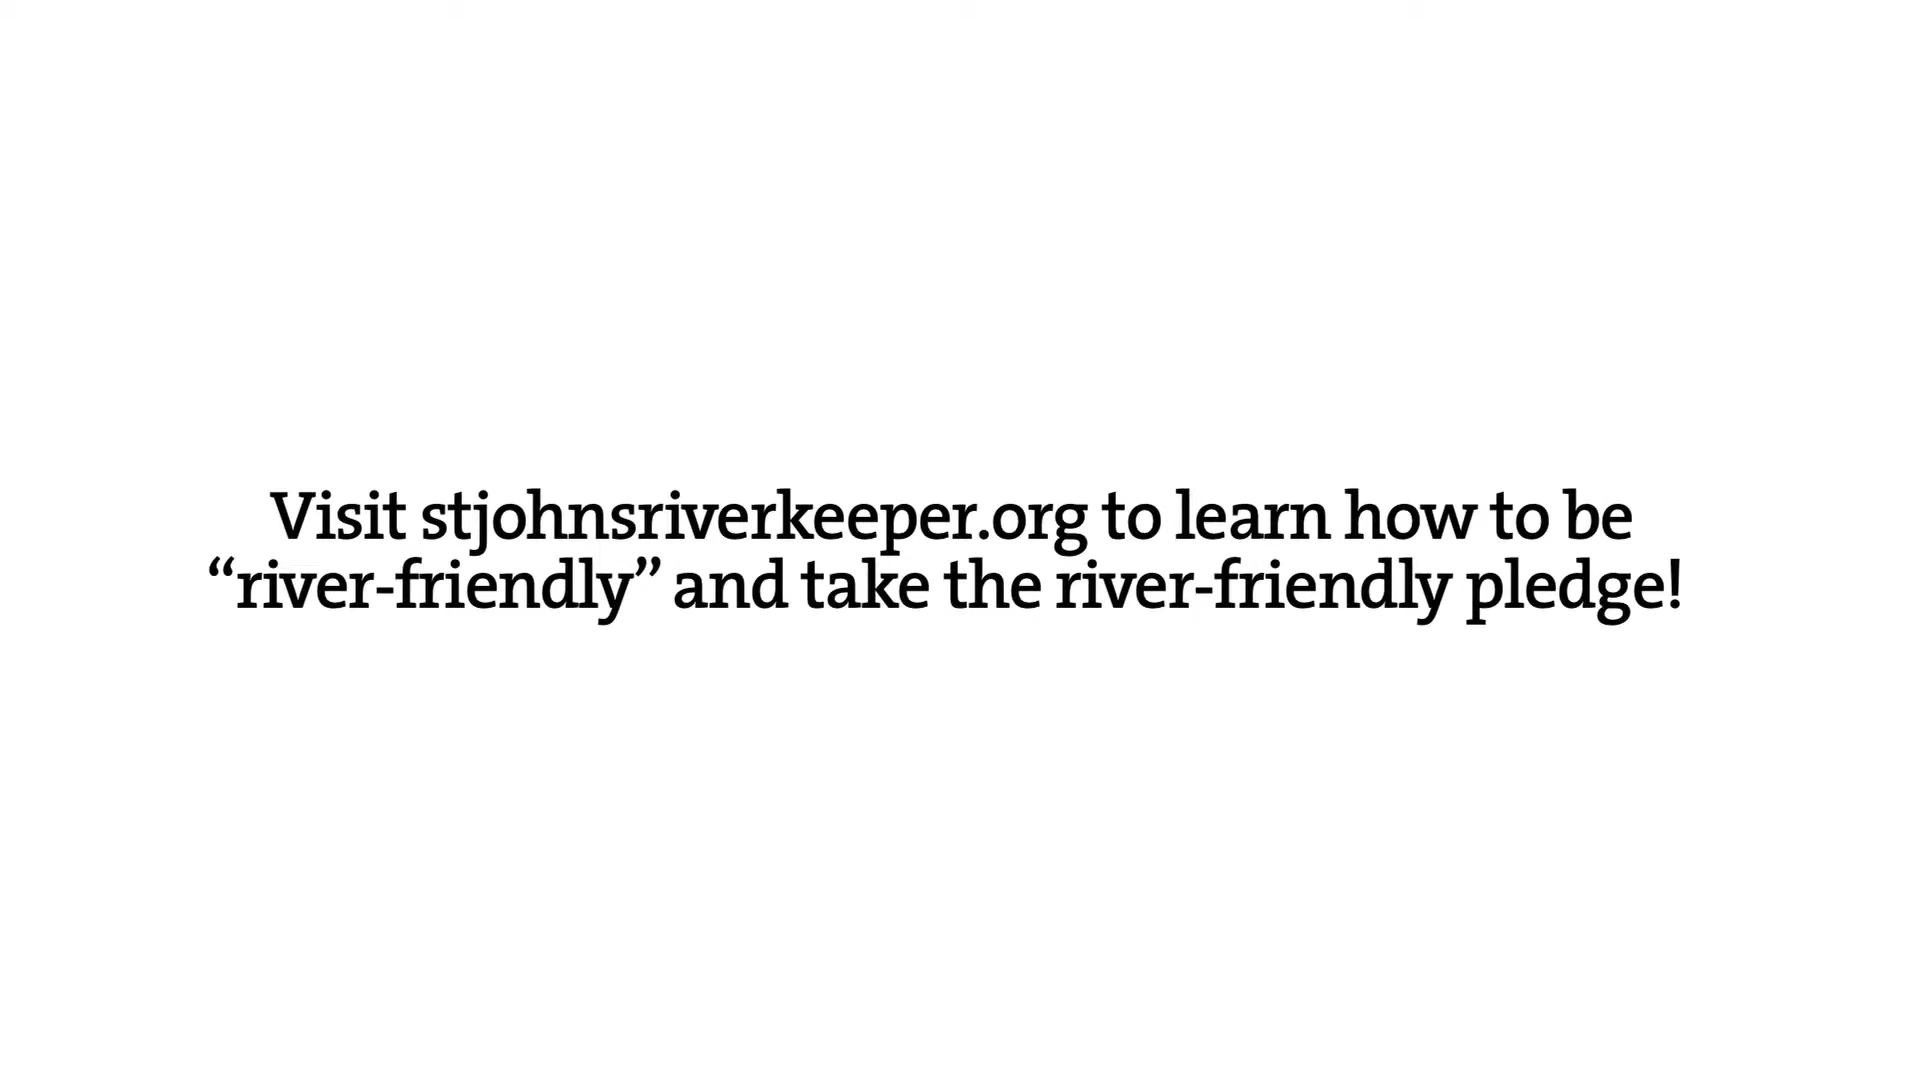 Visit stjohnsriverkeeper.org to learn how to be
“river-friendly” and take the river-friendly pledge!